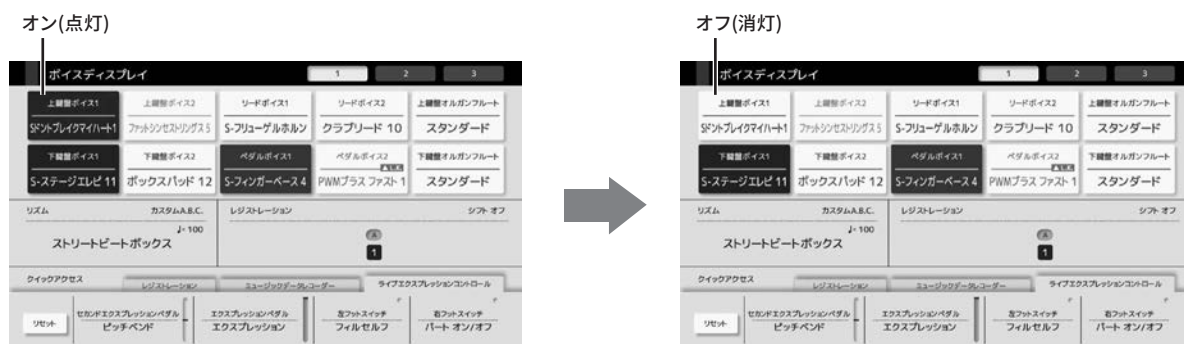 オン(点灯)
ボイスディスプレイ 1 2 3
上鍵盤ボイス1 上鍵盤ボイス2 リードボイス1 リードボイス2 上鍵盤オルガンフルート
Sドントブレイクマイハート1 ファットシンセストリングス 5 S-フリューゲルホルン クラブリード 10 スタンダード
下鍵盤ボイス1 下鍵盤ボイス2 ペダルボイス1 ペダルボイス2 下鍵盤オルガンフルート
S-ステージエレピ 11 ボックスパッド 12 S-フィンガーベース 4 PWMブラス ファスト 1 スタンダード
リズム カスタムA.B.C. レジストレーション シフト オフ
♩= 100
ストリートビートボックス
A
1
クイックアクセス レジストレーション ミュージックデータレコーダー ライブエクスプレッションコントロール
リセット セカンドエクスプレッションペダル エクスプレッションペダル 左フットスイッチ 右フットスイッチ
ピッチベンド エクスプレッション フィルセルフ パート オン/オフ
オフ(消灯)
ボイスディスプレイ 1 2 3
上鍵盤ボイス1 上鍵盤ボイス2 リードボイス1 リードボイス2 上鍵盤オルガンフルート
Sドントブレイクマイハート1 ファットシンセストリングス 5 S-フリューゲルホルン クラブリード 10 スタンダード
下鍵盤ボイス1 下鍵盤ボイス2 ペダルボイス1 ペダルボイス2 下鍵盤オルガンフルート
S-ステージエレピ 11 ボックスパッド 12 S-フィンガーベース 4 PWMブラス ファスト 1 スタンダード
リズム カスタムA.B.C. レジストレーション シフト オフ
♩= 100
ストリートビートボックス
A
1
クイックアクセス レジストレーション ミュージックデータレコーダー ライブエクスプレッションコントロール
リセット セカンドエクスプレッションペダル エクスプレッションペダル 左フットスイッチ 右フットスイッチ
ピッチベンド エクスプレッション フィルセルフ パート オン/オフ